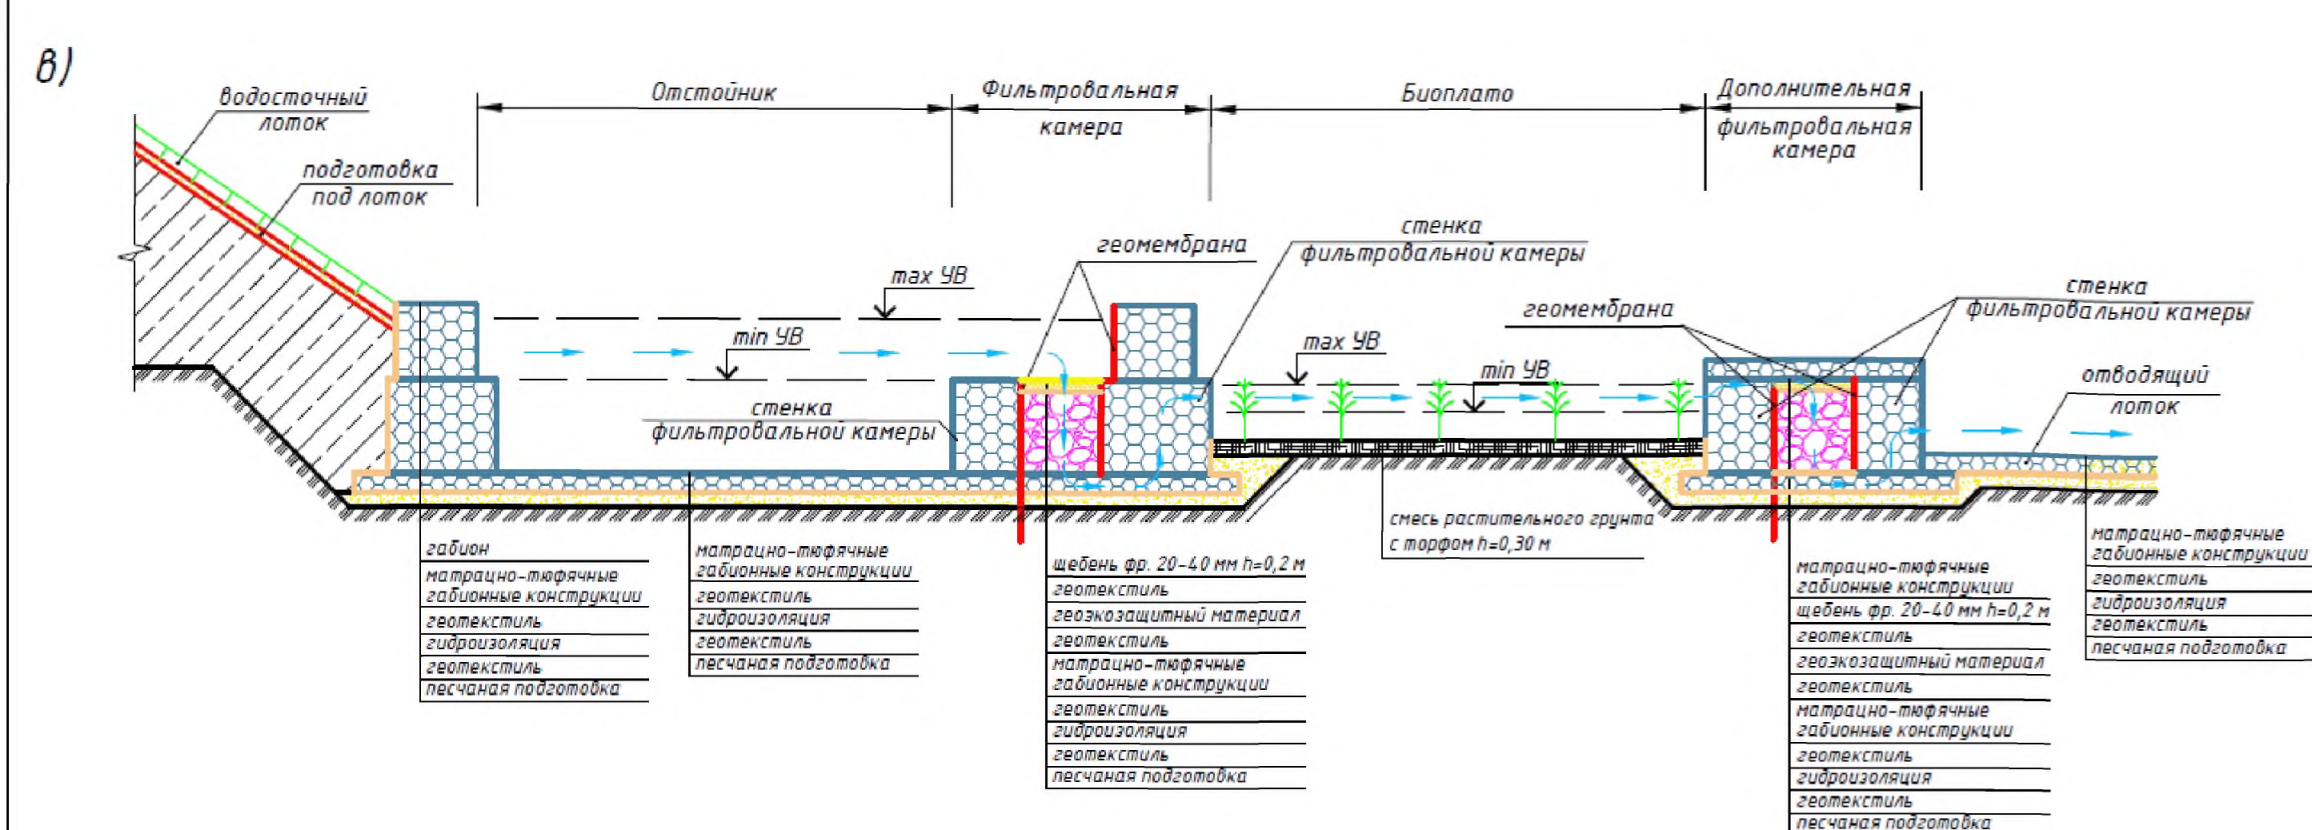 в)
водосточный
лоток
подготовка
под лоток
Отстойник
Фильтровальная
камера
Биоплато
Дополнительная
фильтровальная
камера
max УВ
min УВ
геомембрана
стенка
фильтровальной камеры
стенка
фильтровальной камеры
max УВ
min УВ
геомембрана
стенка
фильтровальной камеры
отводящий
лоток
габион
матрацно-тюфячные
габионные конструкции
геотекстиль
гидроизоляция
геотекстиль
песчаная подготовка
матрацно-тюфячные
габионные конструкции
геотекстиль
гидроизоляция
геотекстиль
песчаная подготовка
щебень фр. 20-40 мм h=0,2 м
геотекстиль
геоэкозащитный материал
геотекстиль
матрацно-тюфячные
габионные конструкции
геотекстиль
гидроизоляция
геотекстиль
песчаная подготовка
смесь растительного грунта
с торфом h=0,30 м
матрацно-тюфячные
габионные конструкции
щебень фр. 20-40 мм h=0,2 м
геотекстиль
геоэкозащитный материал
геотекстиль
матрацно-тюфячные
габионные конструкции
геотекстиль
гидроизоляция
геотекстиль
песчаная подготовка
матрацно-тюфячные
габионные конструкции
геотекстиль
гидроизоляция
геотекстиль
песчаная подготовка